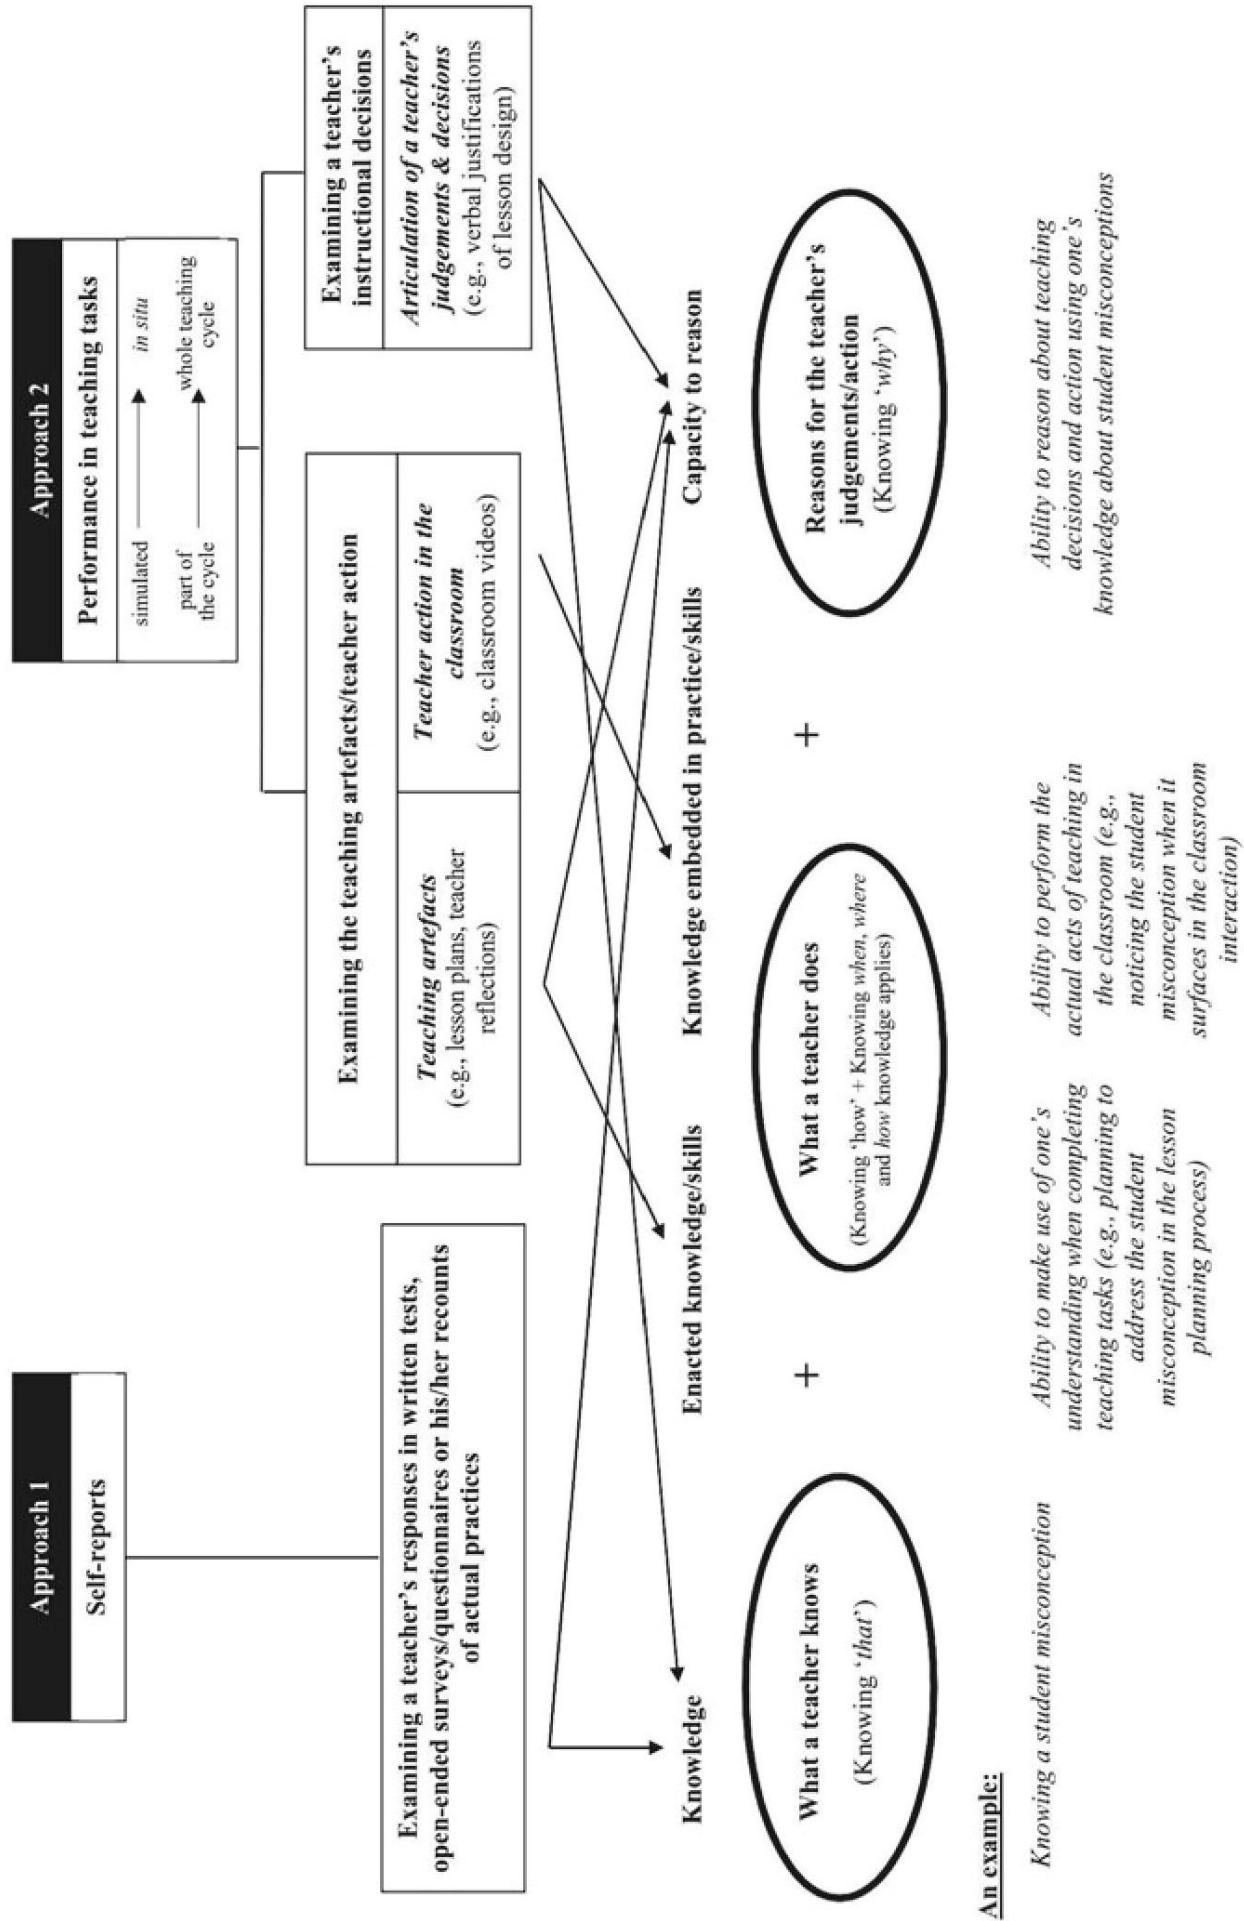 Approach 1
Self-reports
Approach 2
Performance in teaching tasks
simulated
in situ
part of
the cycle
whole teaching
cycle
Examining a teacher's responses in written tests,
open-ended surveys/questionnaires or his/her recounts
of actual practices
Examining the teaching artefacts/teacher action
Teaching artefacts
(e.g., lesson plans, teacher
reflections)
Teacher action in the
classroom
(e.g., classroom videos)
Examining a teacher's
instructional decisions
Articulation of a teacher's
judgements & decisions
(e.g., verbal justifications
of lesson design)
Knowledge
Enacted knowledge/skills
Knowledge embedded in practice/skills
Capacity to reason
What a teacher knows
(Knowing 'that')
+
What a teacher does
(Knowing 'how' + Knowing when, where
and how knowledge applies)
+
Reasons for the teacher's
judgements/action
(Knowing 'why')
An example:
Knowing a student misconception
Ability to make use of one's
understanding when completing
teaching tasks (e.g., planning to
address the student
misconception in the lesson
planning process)
Ability to perform the
actual acts of teaching in
the classroom (e.g.,
noticing the student
misconception when it
surfaces in the classroom
interaction)
Ability to reason about teaching
decisions and action using one's
knowledge about student misconceptions